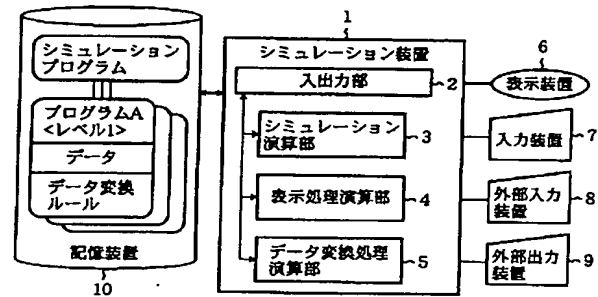 シミュレーション
プログラム
プログラムA
<レベル1>
データ
データ変換
ルール
記憶装置
10
1
シミュレーション装置
入出力部
2
シミュレーション
演算部
3
表示処理演算部
4
データ変換処理
演算部
5
6
表示装置
入力装置
7
外部入力
装置
8
外部出力
装置
9